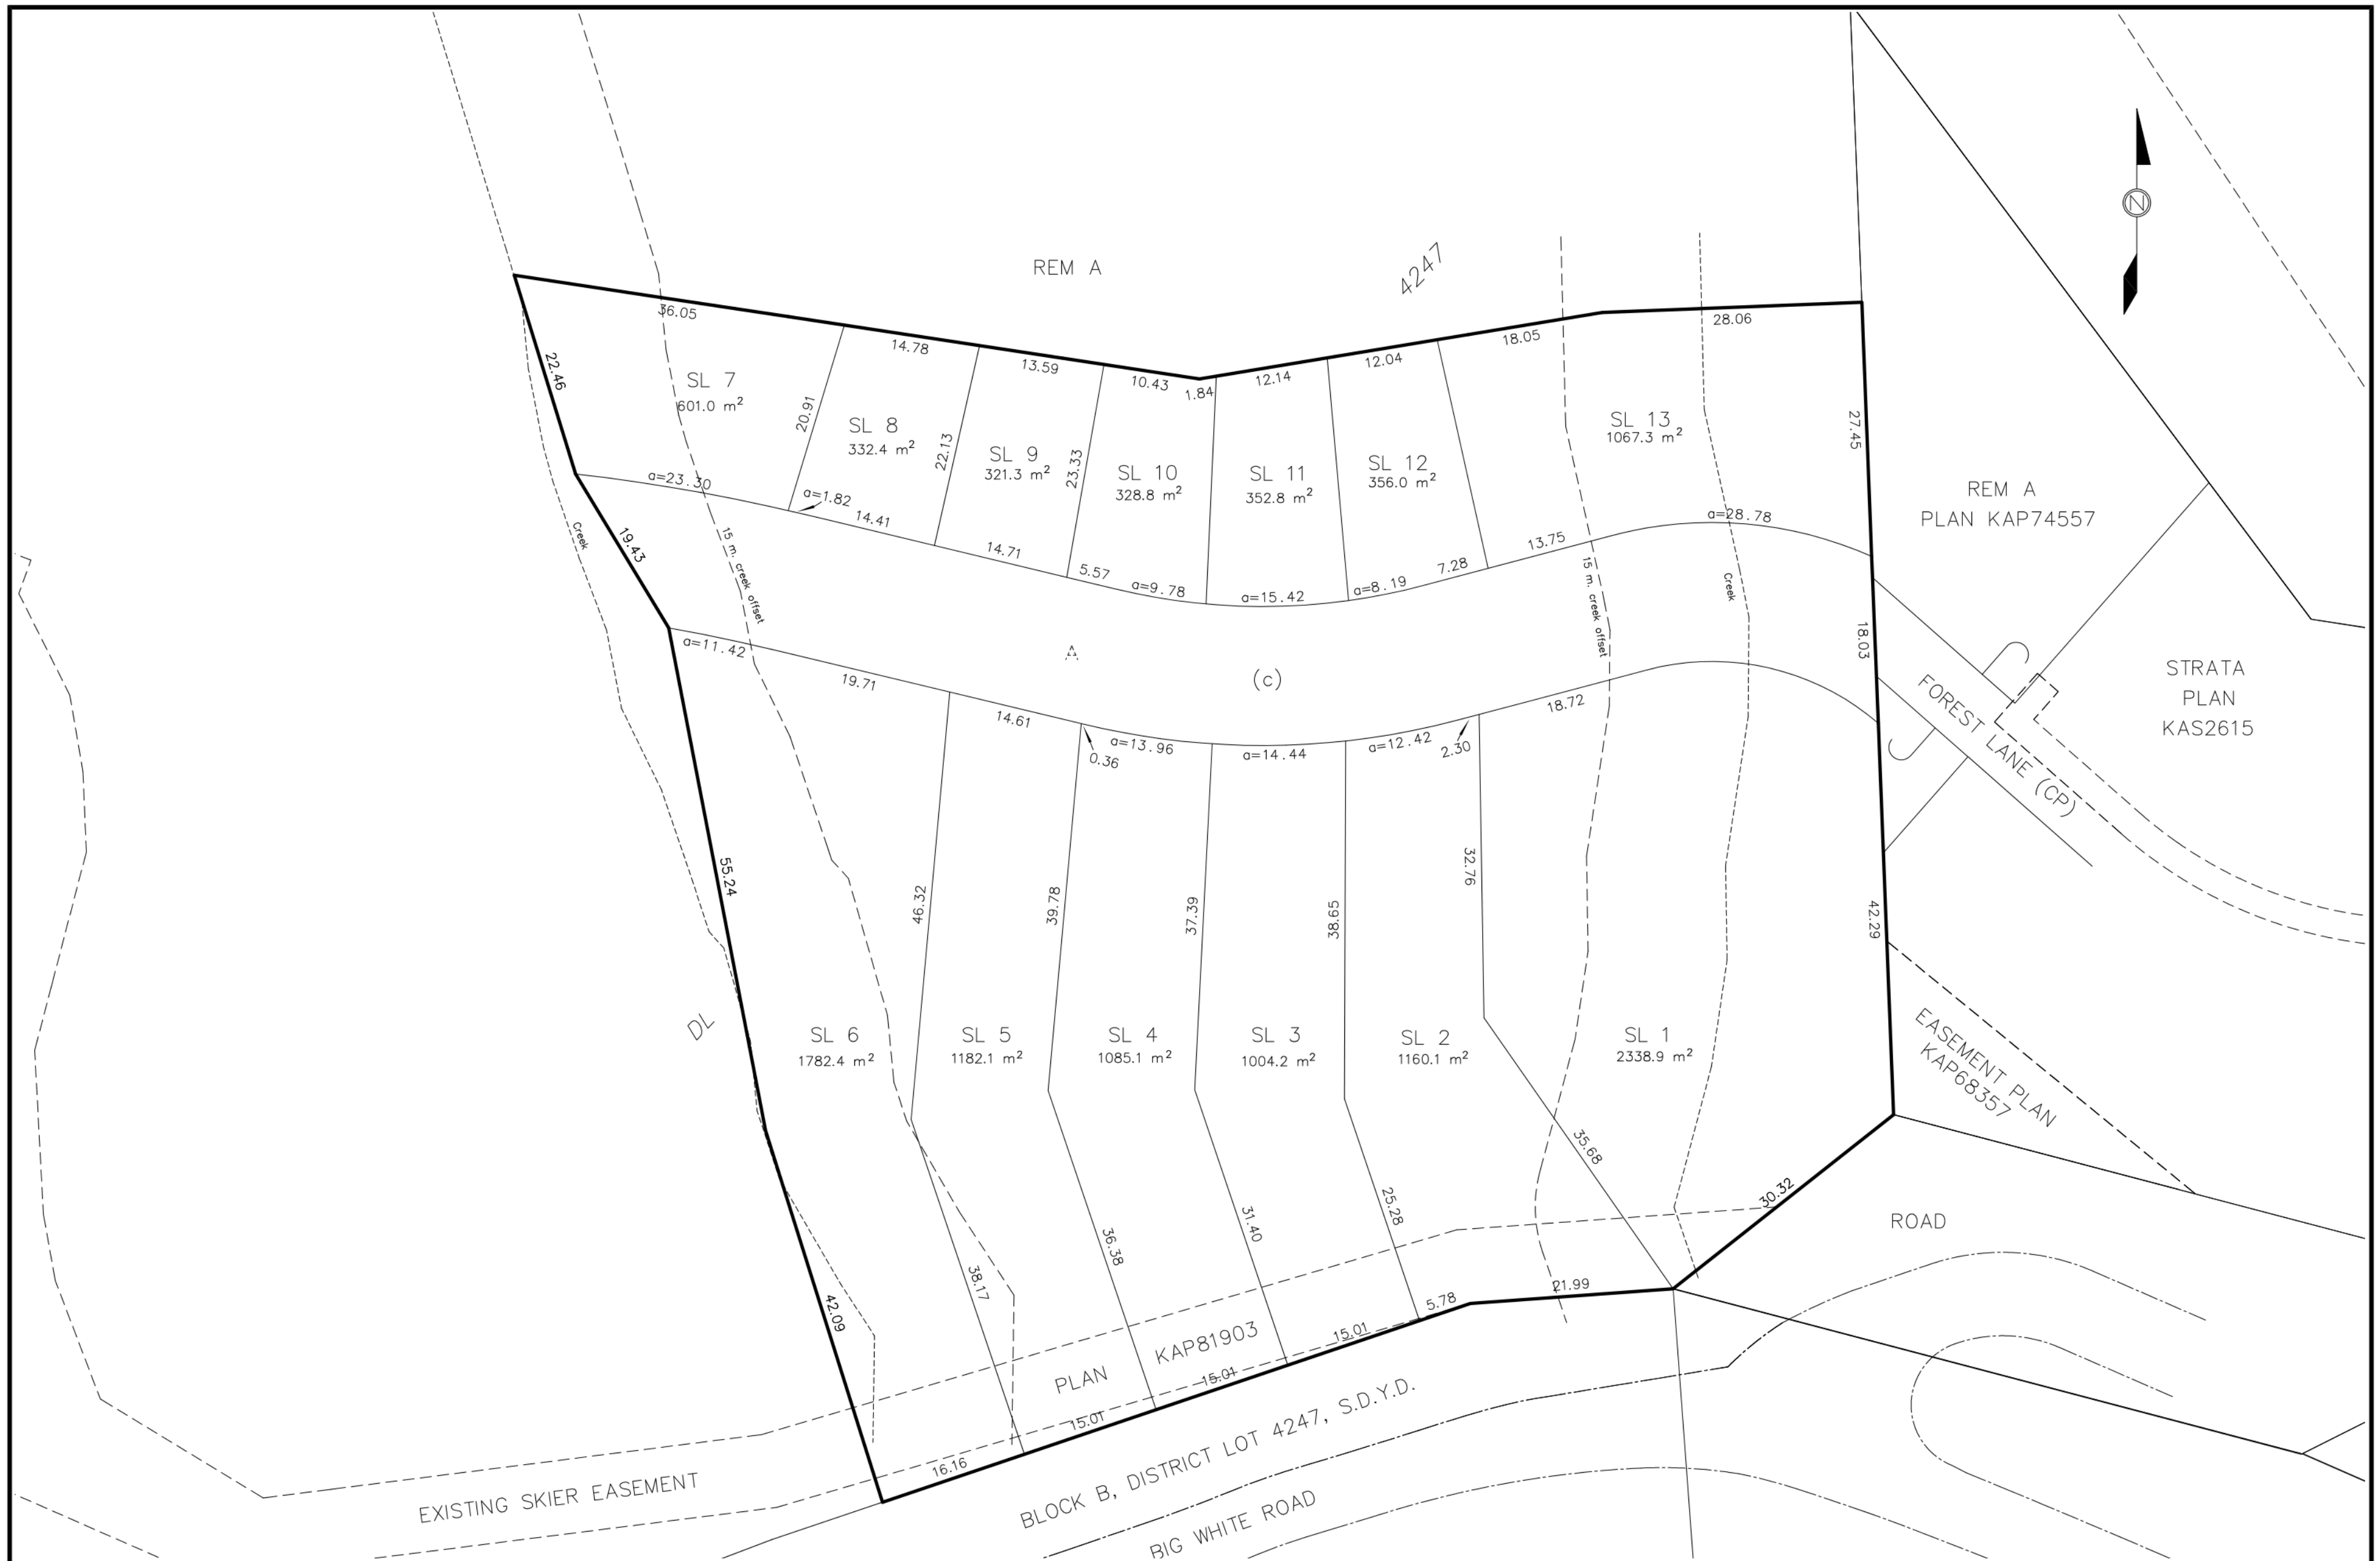 REM A
4247
36.05
14.78
13.59
10.43
1.84
12.14
12.04
18.05
28.06
22.46
SL 7
601.0 m²
20.91
SL 8
332.4 m²
22.13
SL 9
321.3 m²
23.33
SL 10
328.8 m²
SL 11
352.8 m²
SL 12
356.0 m²
SL 13
1067.3 m²
27.45
N
REM A
PLAN KAP74557
a=23.30
a=1.82
14.41
14.71
5.57
a=9.78
a=15.42
a=8.19
7.28
13.75
a=28.78
Creek
19.43
15 m. creek offset
15 m. creek offset
Creek
18.03
STRATA
PLAN
KAS2615
FOREST LANE (CP)
A
(c)
a=11.42
19.71
14.61
0.36
a=13.96
a=14.44
a=12.42
2.30
18.72
55.24
46.32
39.78
37.39
38.95
32.76
42.29
DL
SL 6
1782.4 m²
SL 5
1182.1 m²
SL 4
1085.1 m²
SL 3
1004.2 m²
SL 2
1160.1 m²
SL 1
2338.9 m²
EASEMENT PLAN
KAP68357
35.68
30.32
ROAD
42.09
38.17
36.38
31.40
25.28
5.78
21.99
PLAN KAP81903
15.01
15.01
15.01
16.16
EXISTING SKIER EASEMENT
BLOCK B, DISTRICT LOT 4247, S.D.Y.D.
BIG WHITE ROAD